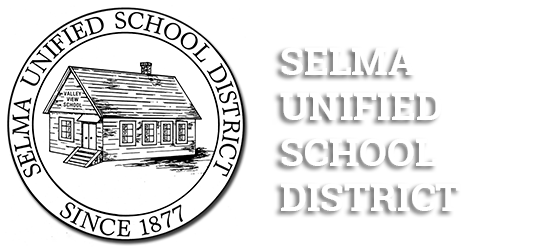 SELMA UNIFIED SCHOOL DISTRICT
VALLEY
VIEW
SCHOOL
SINCE 1877
SELMA
UNIFIED
SCHOOL
DISTRICT